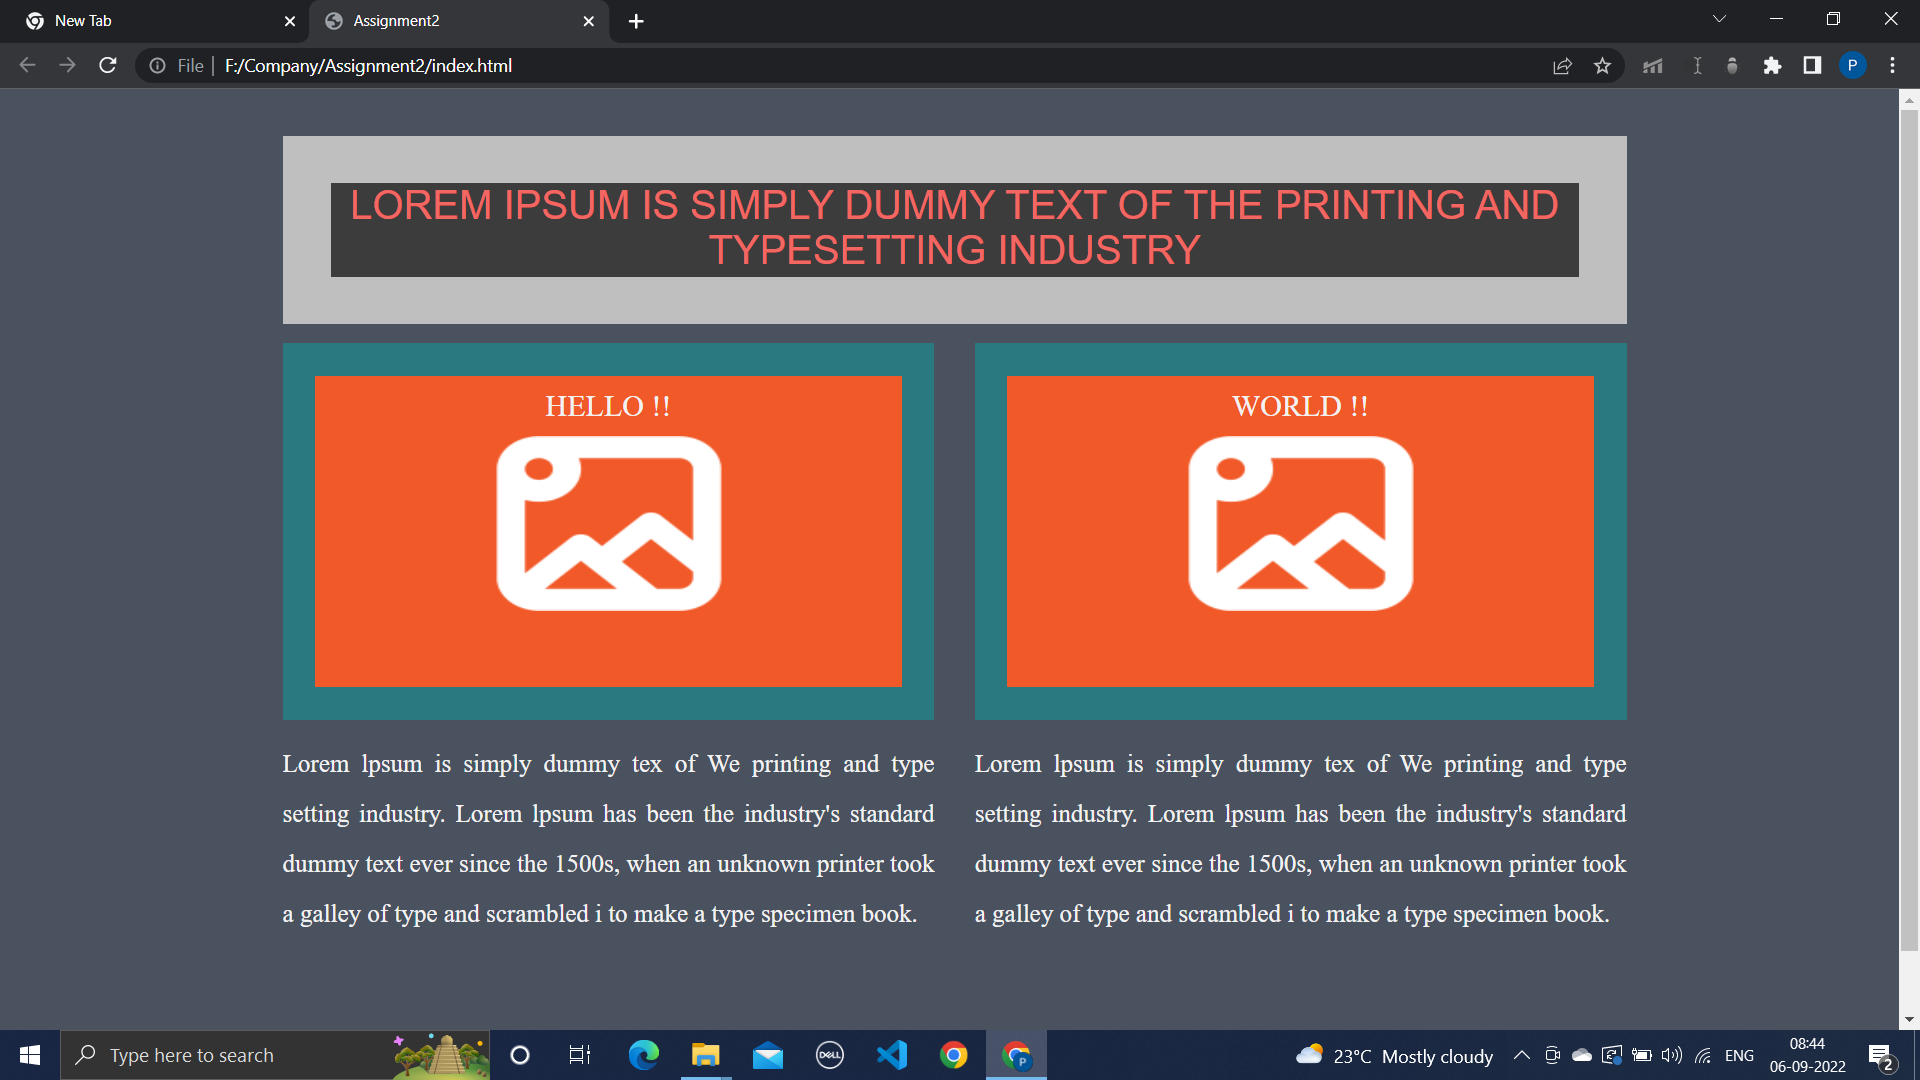 New Tab
Assignment2
File
F:/Company/Assignment2/index.html
P
LOREM IPSUM IS SIMPLY DUMMY TEXT OF THE PRINTING AND
TYPESETTING INDUSTRY
HELLO !!
WORLD !!
Lorem lpsum is simply dummy tex of We printing and type
setting industry. Lorem lpsum has been the industry's standard
dummy text ever since the 1500s, when an unknown printer took
a galley of type and scrambled i to make a type specimen book.
Lorem lpsum is simply dummy tex of We printing and type
setting industry. Lorem lpsum has been the industry's standard
dummy text ever since the 1500s, when an unknown printer took
a galley of type and scrambled i to make a type specimen book.
Type here to search
DELL
P
23°C Mostly cloudy
ENG
08:44
06-09-2022
2